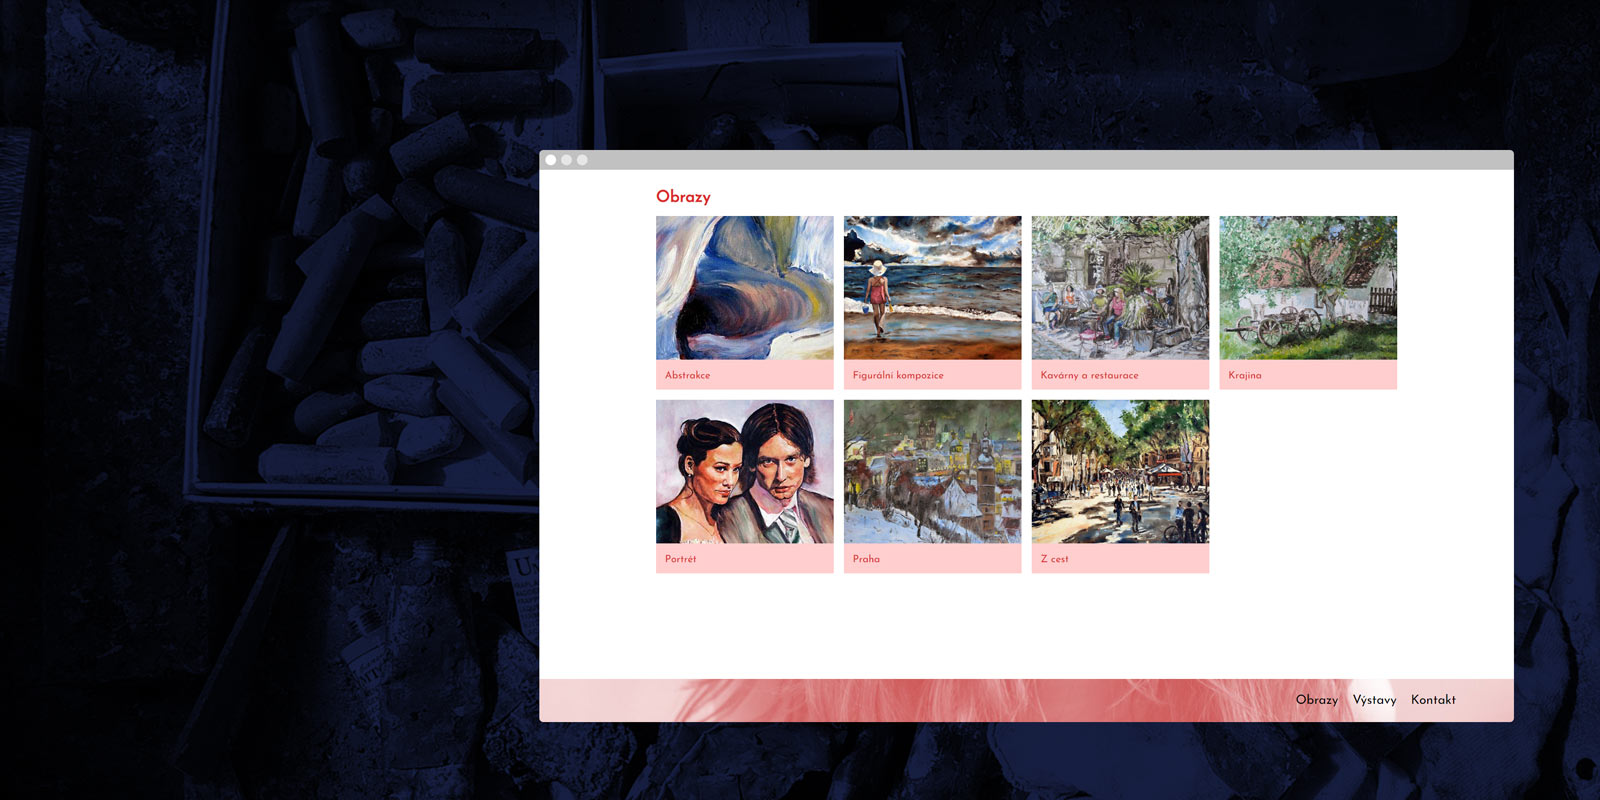 Obrazy
Abstrakce
Figurální kompozice
Kavárny a restaurace
Krajina
Portrét
Praha
Z cest
Obrazy Výstavy Kontakt